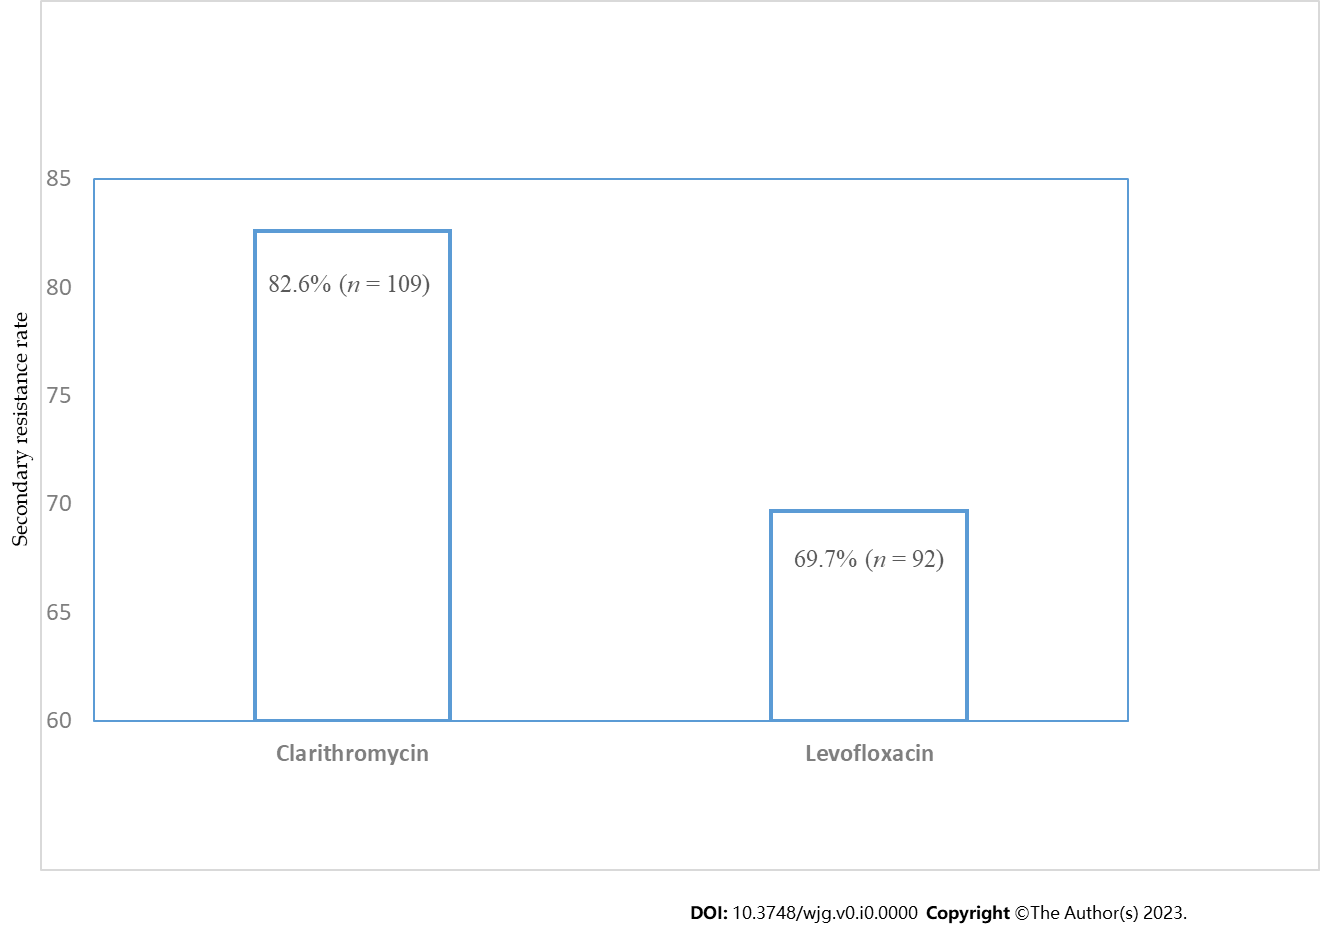 85
80
75
70
65
60
Secondary resistance rate
82.6% (n = 109)
69.7% (n = 92)
Clarithromycin
Levofloxacin
DOI: 10.3748/wjg.v0.i0.0000 Copyright ©The Author(s) 2023.